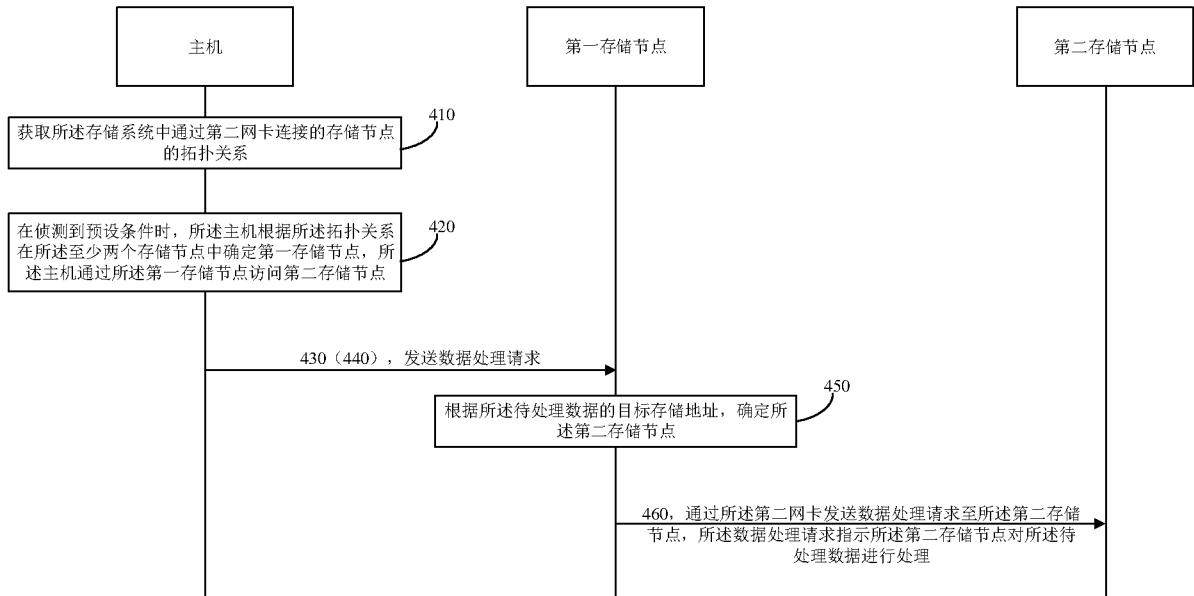 主机
第一存储节点
第二存储节点
410
获取所述存储系统中通过第二网卡连接的存储节点
的拓扑关系
420
在侦测到预设条件时，所述主机根据所述拓扑关系
在所述至少两个存储节点中确定第一存储节点，所
述主机通过所述第一存储节点访问第二存储节点
430（440），发送数据处理请求
450
根据所述待处理数据的目标存储地址，确定所
述第二存储节点
460，通过所述第二网卡发送数据处理请求至所述第二存储
节点，所述数据处理请求指示所述第二存储节点对所述待
处理数据进行处理